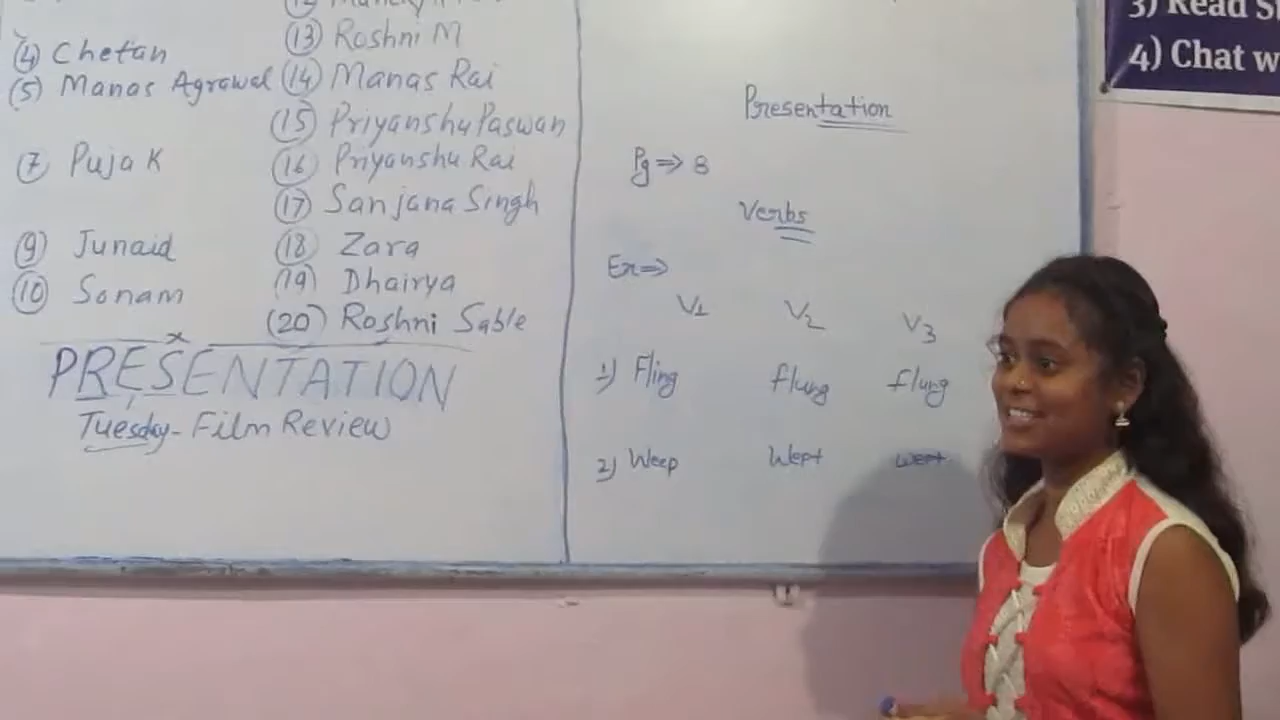 ④ Chetan
⑤ Manas Agrawal
⑦ Puja K
⑨ Junaid
⑩ Sonam
⑫
⑬ Roshni M
⑭ Manas Rai
⑮ Priyanshu Paswan
⑯ Priyanshu Rai
⑰ Sanjana Singh
⑱ Zara
⑲ Dhairya
⑳ Roshni Sable
PRESENTATION
Tuesday - Film Review
Presentation
Pg ⇒ 8
Verbs
Ex ⇒
V1 V2 V3
1) Fling flung flung
2) Weep Wept wept
3) Read S
4) Chat w